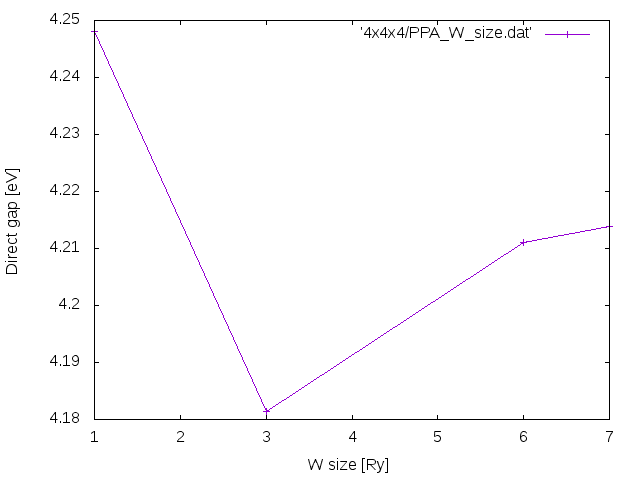 '4x4x4/PPA_W_size.dat'
4.25
4.24
4.23
4.22
4.21
4.2
4.19
4.18
Direct gap [eV]
1 2 3 4 5 6 7
W size [Ry]